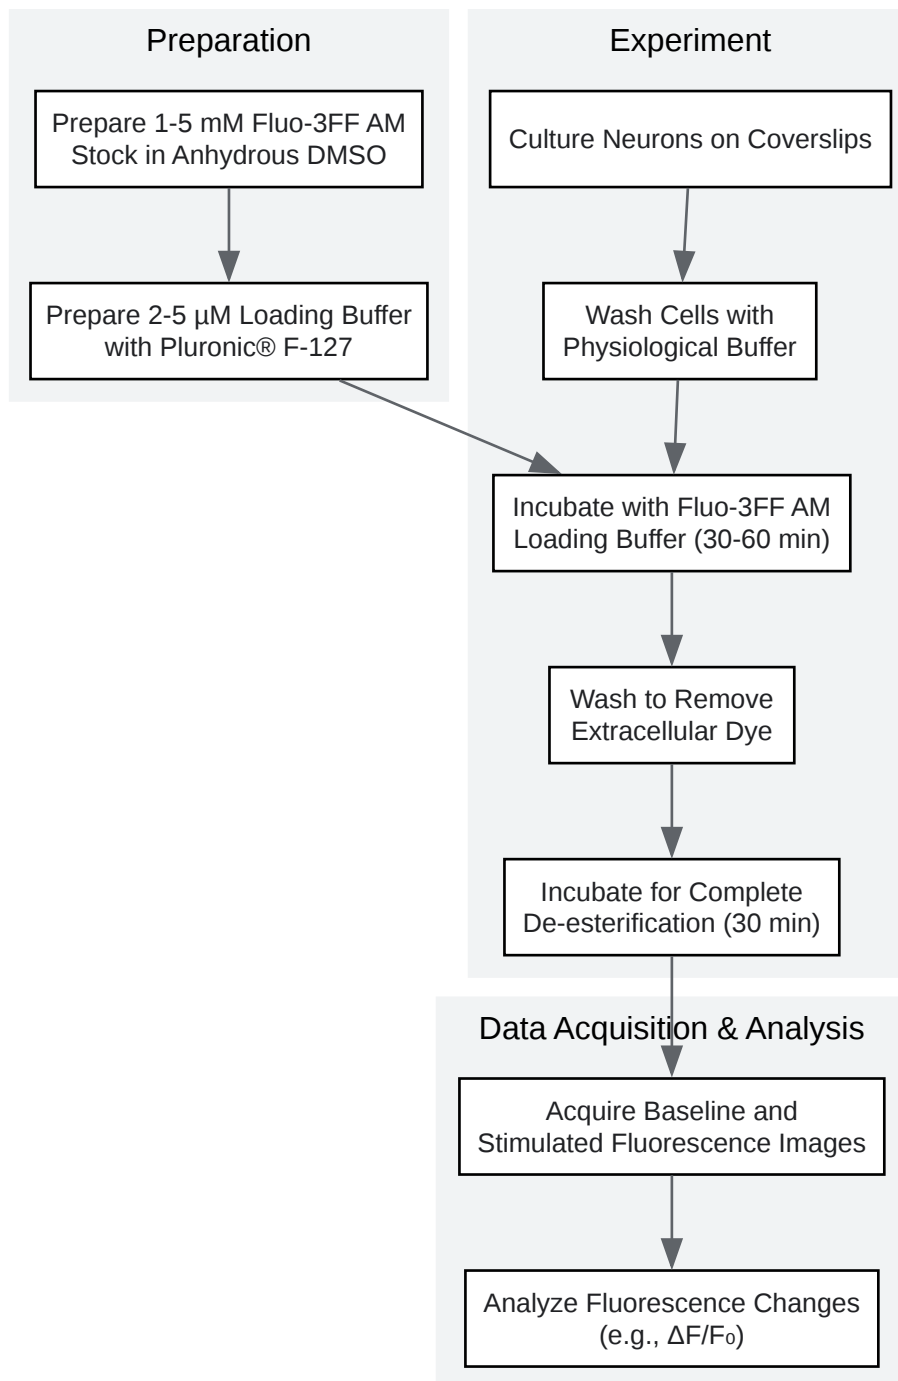 Preparation
Prepare 1-5 mM Fluo-3FF AM
Stock in Anhydrous DMSO
Prepare 2-5 µM Loading Buffer
with Pluronic® F-127
Experiment
Culture Neurons on Coverslips
Wash Cells with
Physiological Buffer
Incubate with Fluo-3FF AM
Loading Buffer (30-60 min)
Wash to Remove
Extracellular Dye
Incubate for Complete
De-esterification (30 min)
Data Acquisition & Analysis
Acquire Baseline and
Stimulated Fluorescence Images
Analyze Fluorescence Changes
(e.g., ΔF/F₀)